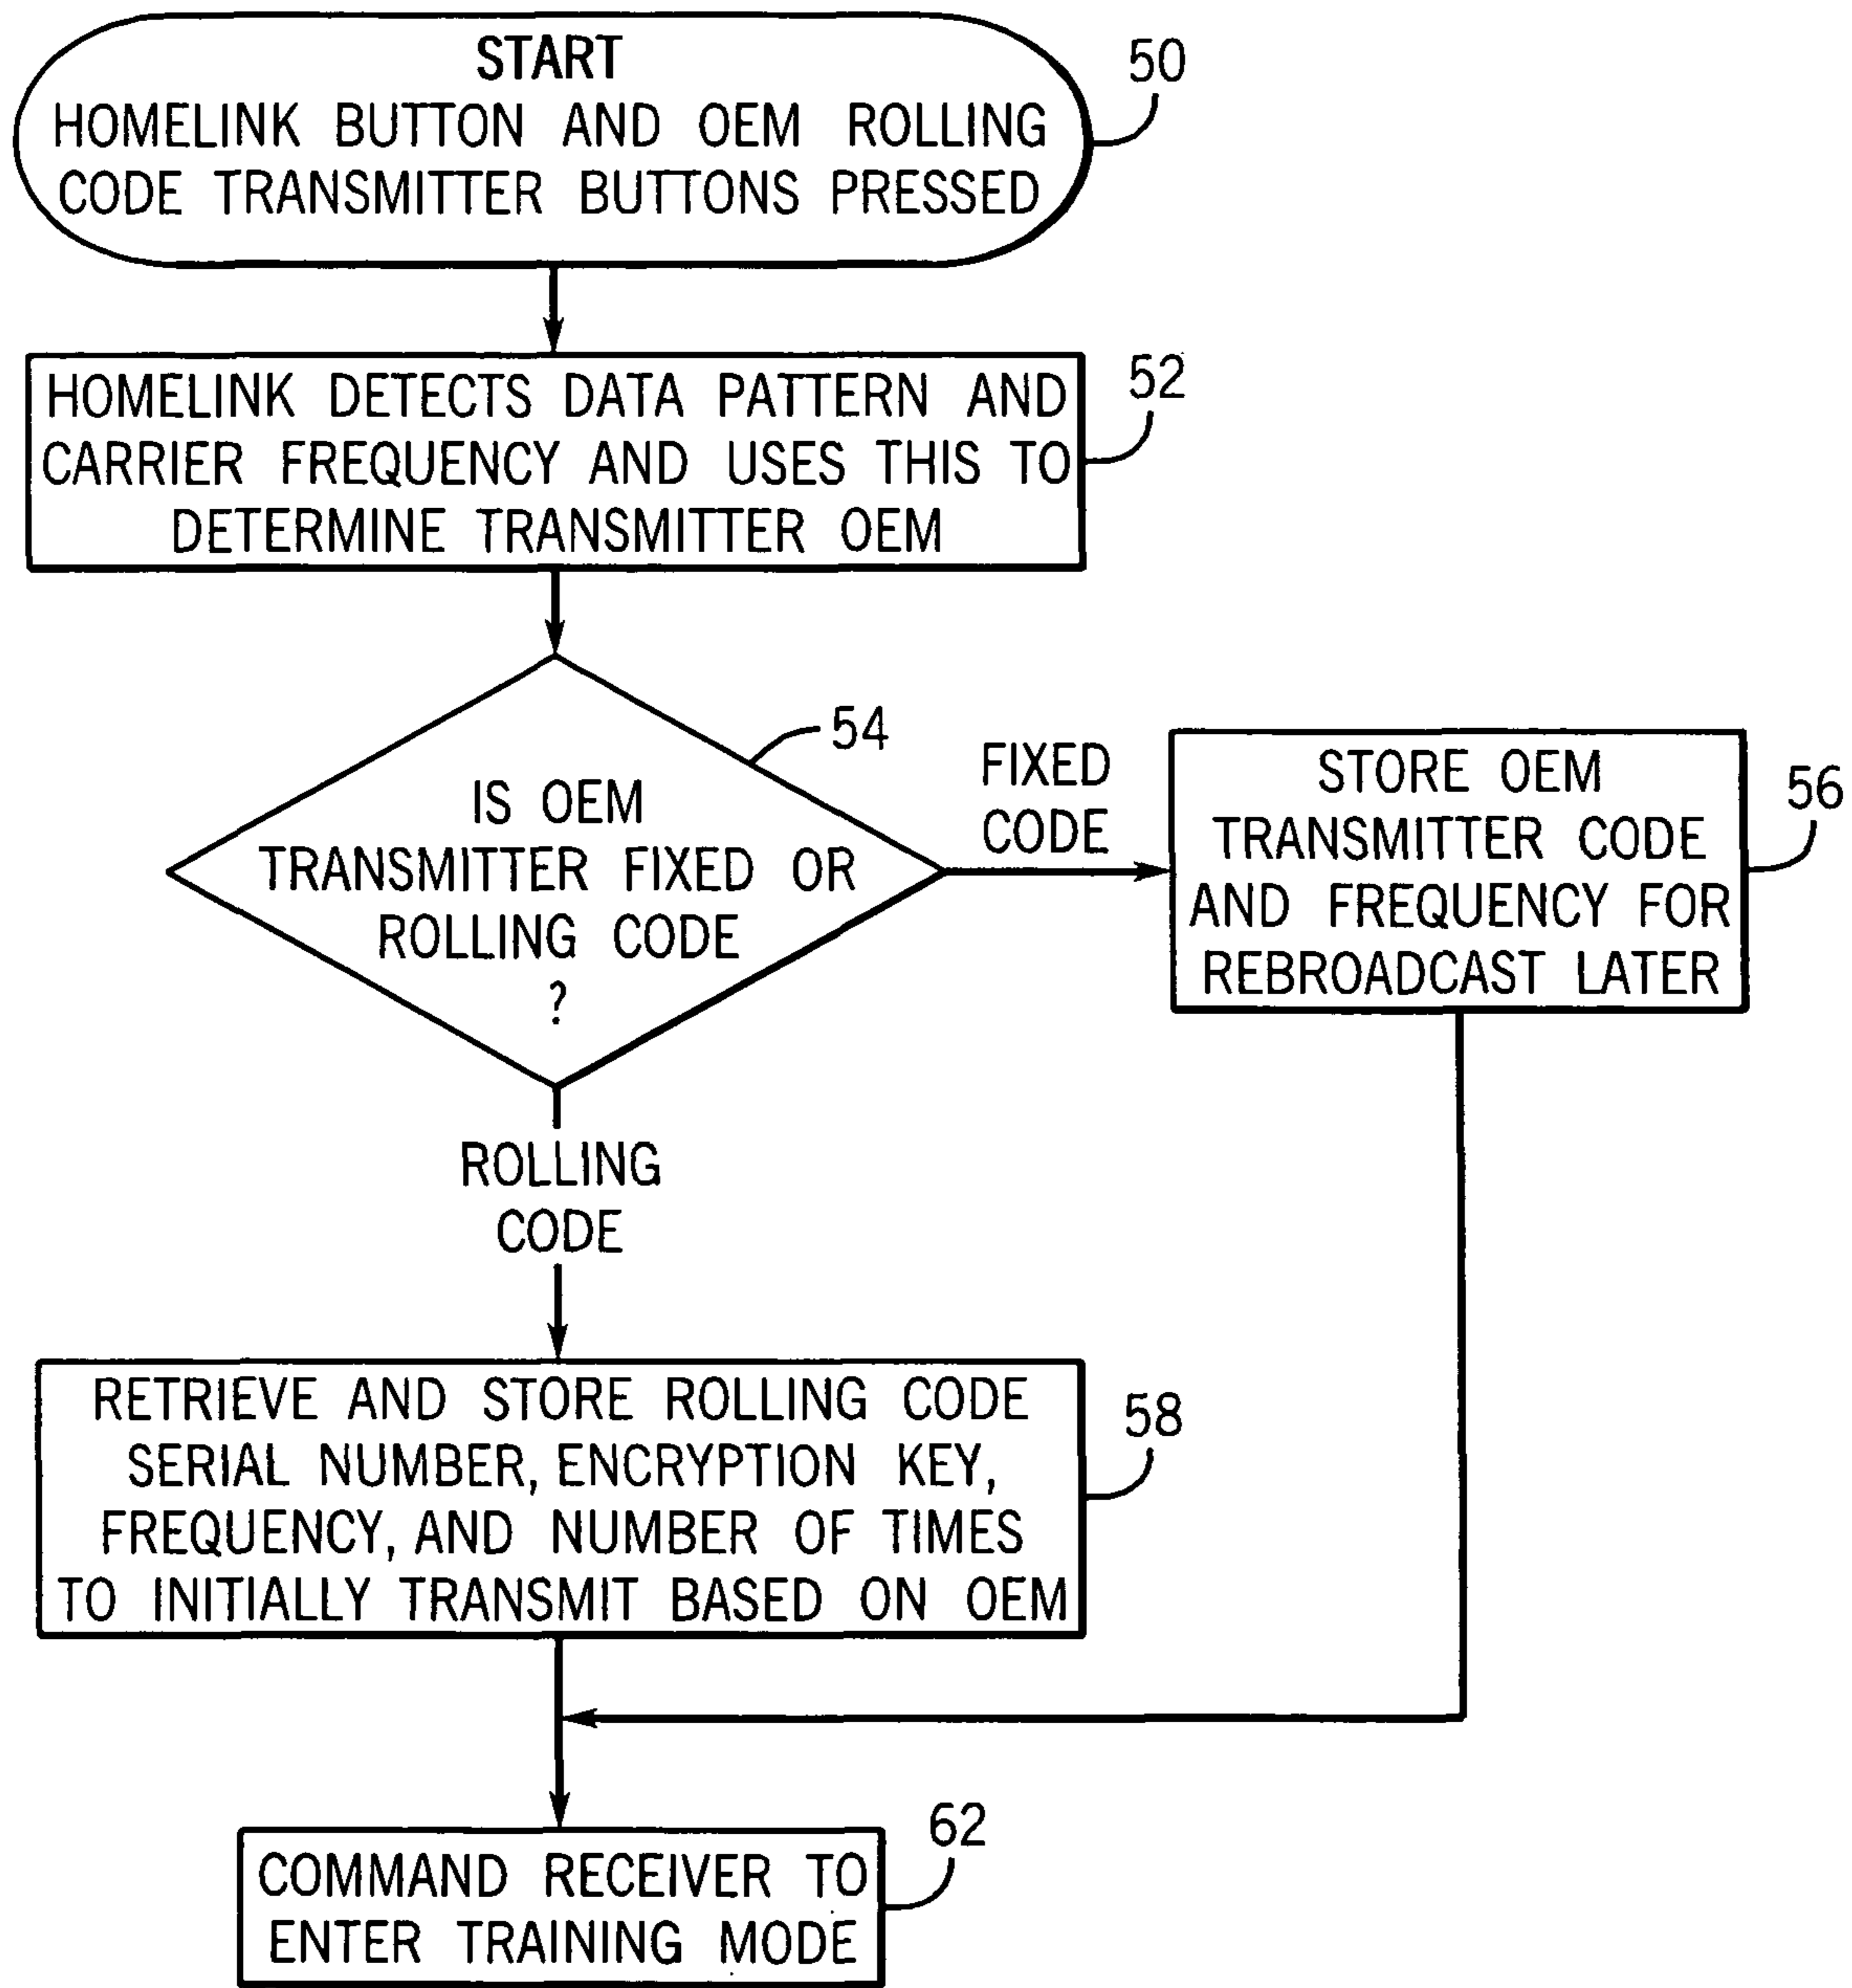 START
HOMELINK BUTTON AND OEM ROLLING
CODE TRANSMITTER BUTTONS PRESSED
50
HOMELINK DETECTS DATA PATTERN AND
CARRIER FREQUENCY AND USES THIS TO
DETERMINE TRANSMITTER OEM
52
IS OEM
TRANSMITTER FIXED OR
ROLLING CODE
?
54
FIXED
CODE
STORE OEM
TRANSMITTER CODE
AND FREQUENCY FOR
REBROADCAST LATER
56
ROLLING
CODE
RETRIEVE AND STORE ROLLING CODE
SERIAL NUMBER, ENCRYPTION KEY,
FREQUENCY, AND NUMBER OF TIMES
TO INITIALLY TRANSMIT BASED ON OEM
58
COMMAND RECEIVER TO
ENTER TRAINING MODE
62